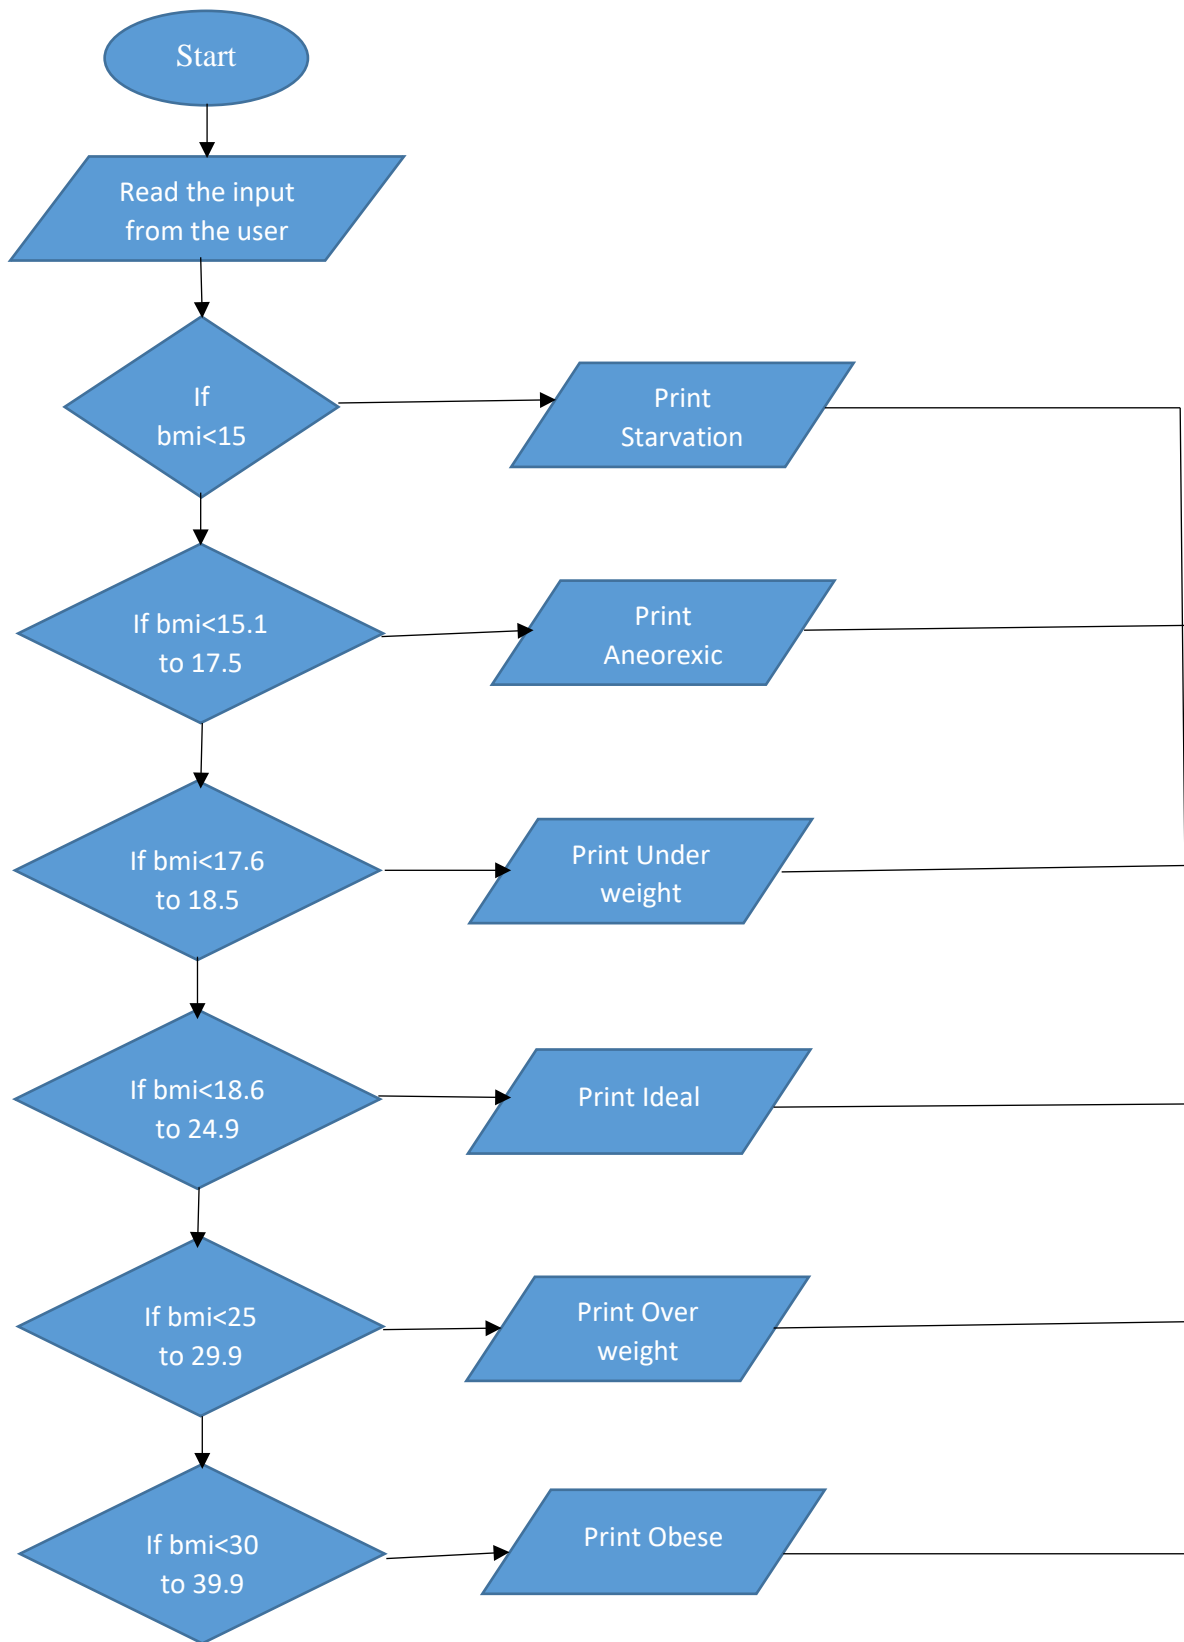 Start
Read the input
from the user
If
bmi<15
Print
Starvation
If bmi<15.1
to 17.5
Print
Aneorexic
If bmi<17.6
to 18.5
Print Under
weight
If bmi<18.6
to 24.9
Print Ideal
If bmi<25
to 29.9
Print Over
weight
If bmi<30
to 39.9
Print Obese